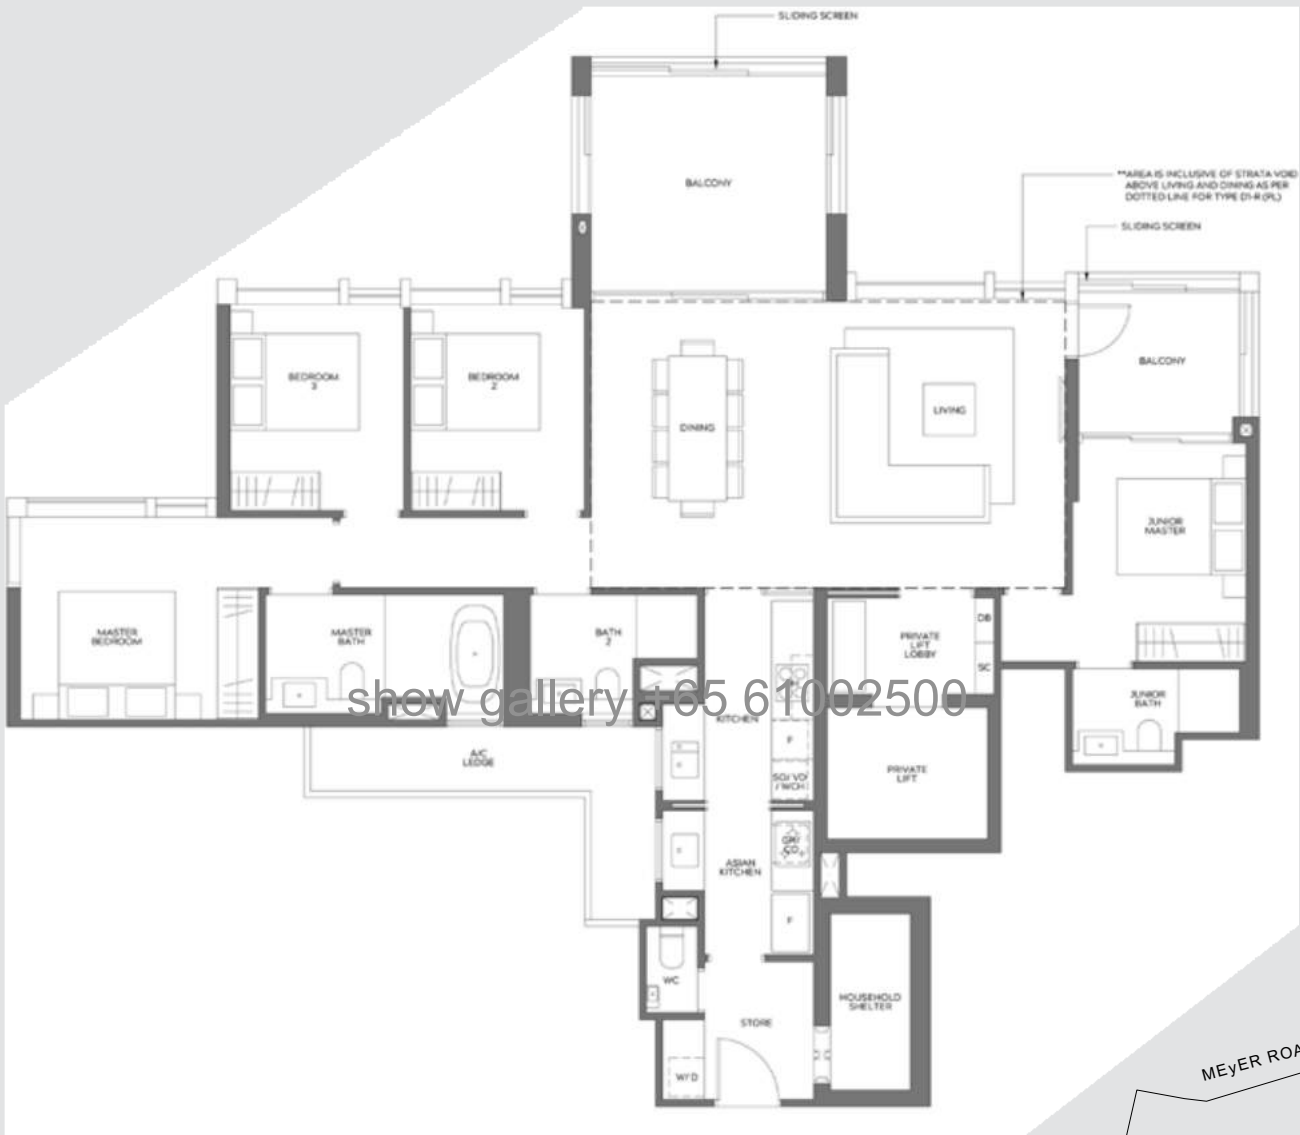 SLIDING SCREEN
BALCONY
**AREA IS INCLUSIVE OF STRATA VOID
ABOVE LIVING AND DINING AS PER
DOTTED LINE FOR TYPE D1-R (PL)
SLIDING SCREEN
BALCONY
BEDROOM
3
BEDROOM
2
DINING
LIVING
JUNIOR
MASTER
MASTER
BEDROOM
MASTER
BATH
BATH
2
PRIVATE
LIFT
LOBBY
DB
SC
show gallery +65 61002500
JUNIOR
BATH
KITCHEN
F
A/C
LEDGE
SO/ VO/
/ WCH
PRIVATE
LIFT
ASIAN
KITCHEN
F
WC
HOUSEHOLD
SHELTER
STORE
W/ D
MEyER ROA